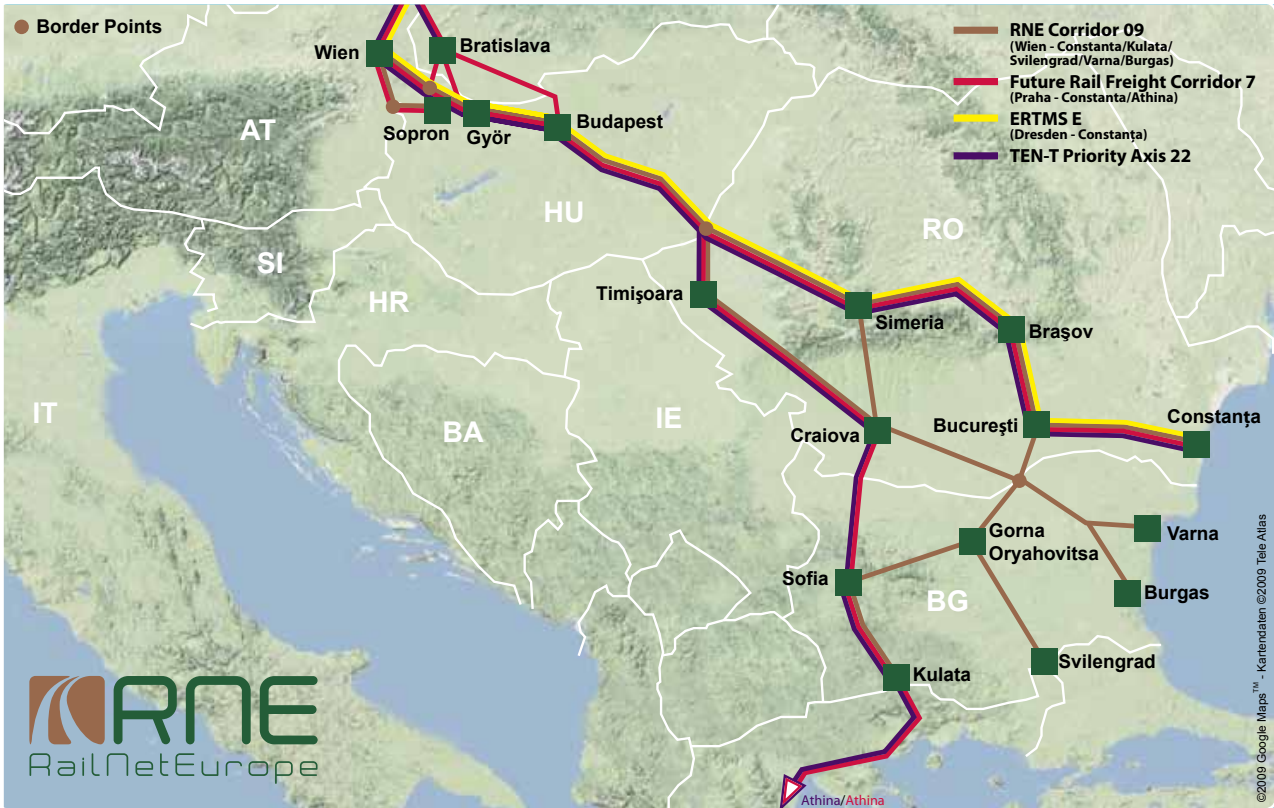 Border Points
RNE Corridor 09
(Wien - Constanta/Kulata/
Svilengrad/Varna/Burgas)
Future Rail Freight Corridor 7
(Praha - Constanta/Athina)
ERTMS E
(Dresden - Constanța)
TEN-T Priority Axis 22
Wien
Bratislava
Sopron
Györ
Budapest
AT
HU
RO
SI
HR
Timişoara
Simeria
Braşov
IT
BA
IE
Craiova
Bucureşti
Constanţa
Gorna
Oryahovitsa
Varna
Sofia
BG
Burgas
Kulata
Svilengrad
RNE
RailNetEurope
Athina/Athina
©2009 Google Maps™ - Kartendaten ©2009 Tele Atlas